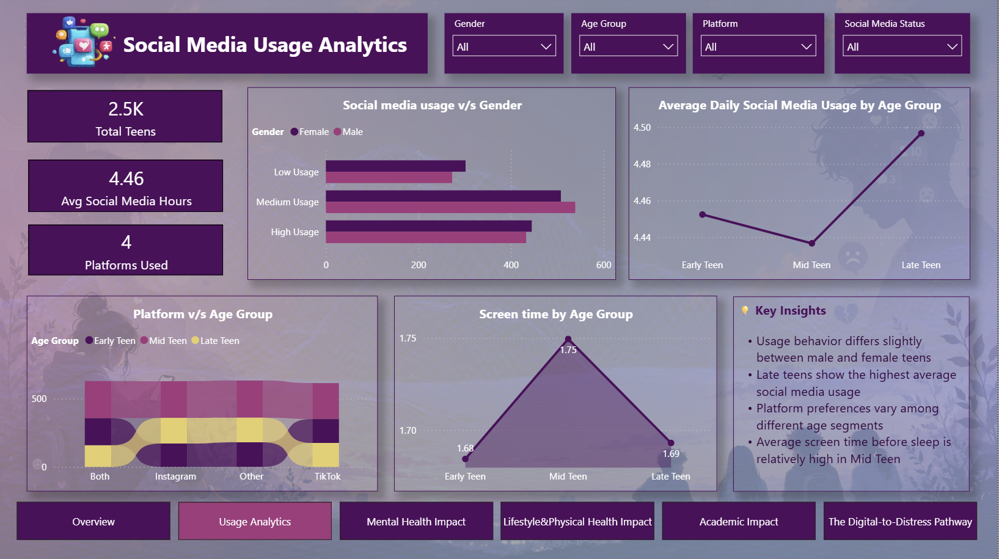 Social Media Usage Analytics
Gender
All
Age Group
All
Platform
All
Social Media Status
All
2.5K
Total Teens
4.46
Avg Social Media Hours
4
Platforms Used
Social media usage v/s Gender
Gender Female Male
Low Usage
Medium Usage
High Usage
0 200 400 600
Average Daily Social Media Usage by Age Group
4.50
4.48
4.46
4.44
Early Teen Mid Teen Late Teen
Platform v/s Age Group
Age Group Early Teen Mid Teen Late Teen
500
0
Both Instagram Other TikTok
Screen time by Age Group
1.75
1.75
1.70
1.68
1.69
Early Teen Mid Teen Late Teen
Key Insights
• Usage behavior differs slightly
between male and female teens
• Late teens show the highest average
social media usage
• Platform preferences vary among
different age segments
• Average screen time before sleep is
relatively high in Mid Teen
Overview
Usage Analytics
Mental Health Impact
Lifestyle&Physical Health Impact
Academic Impact
The Digital-to-Distress Pathway